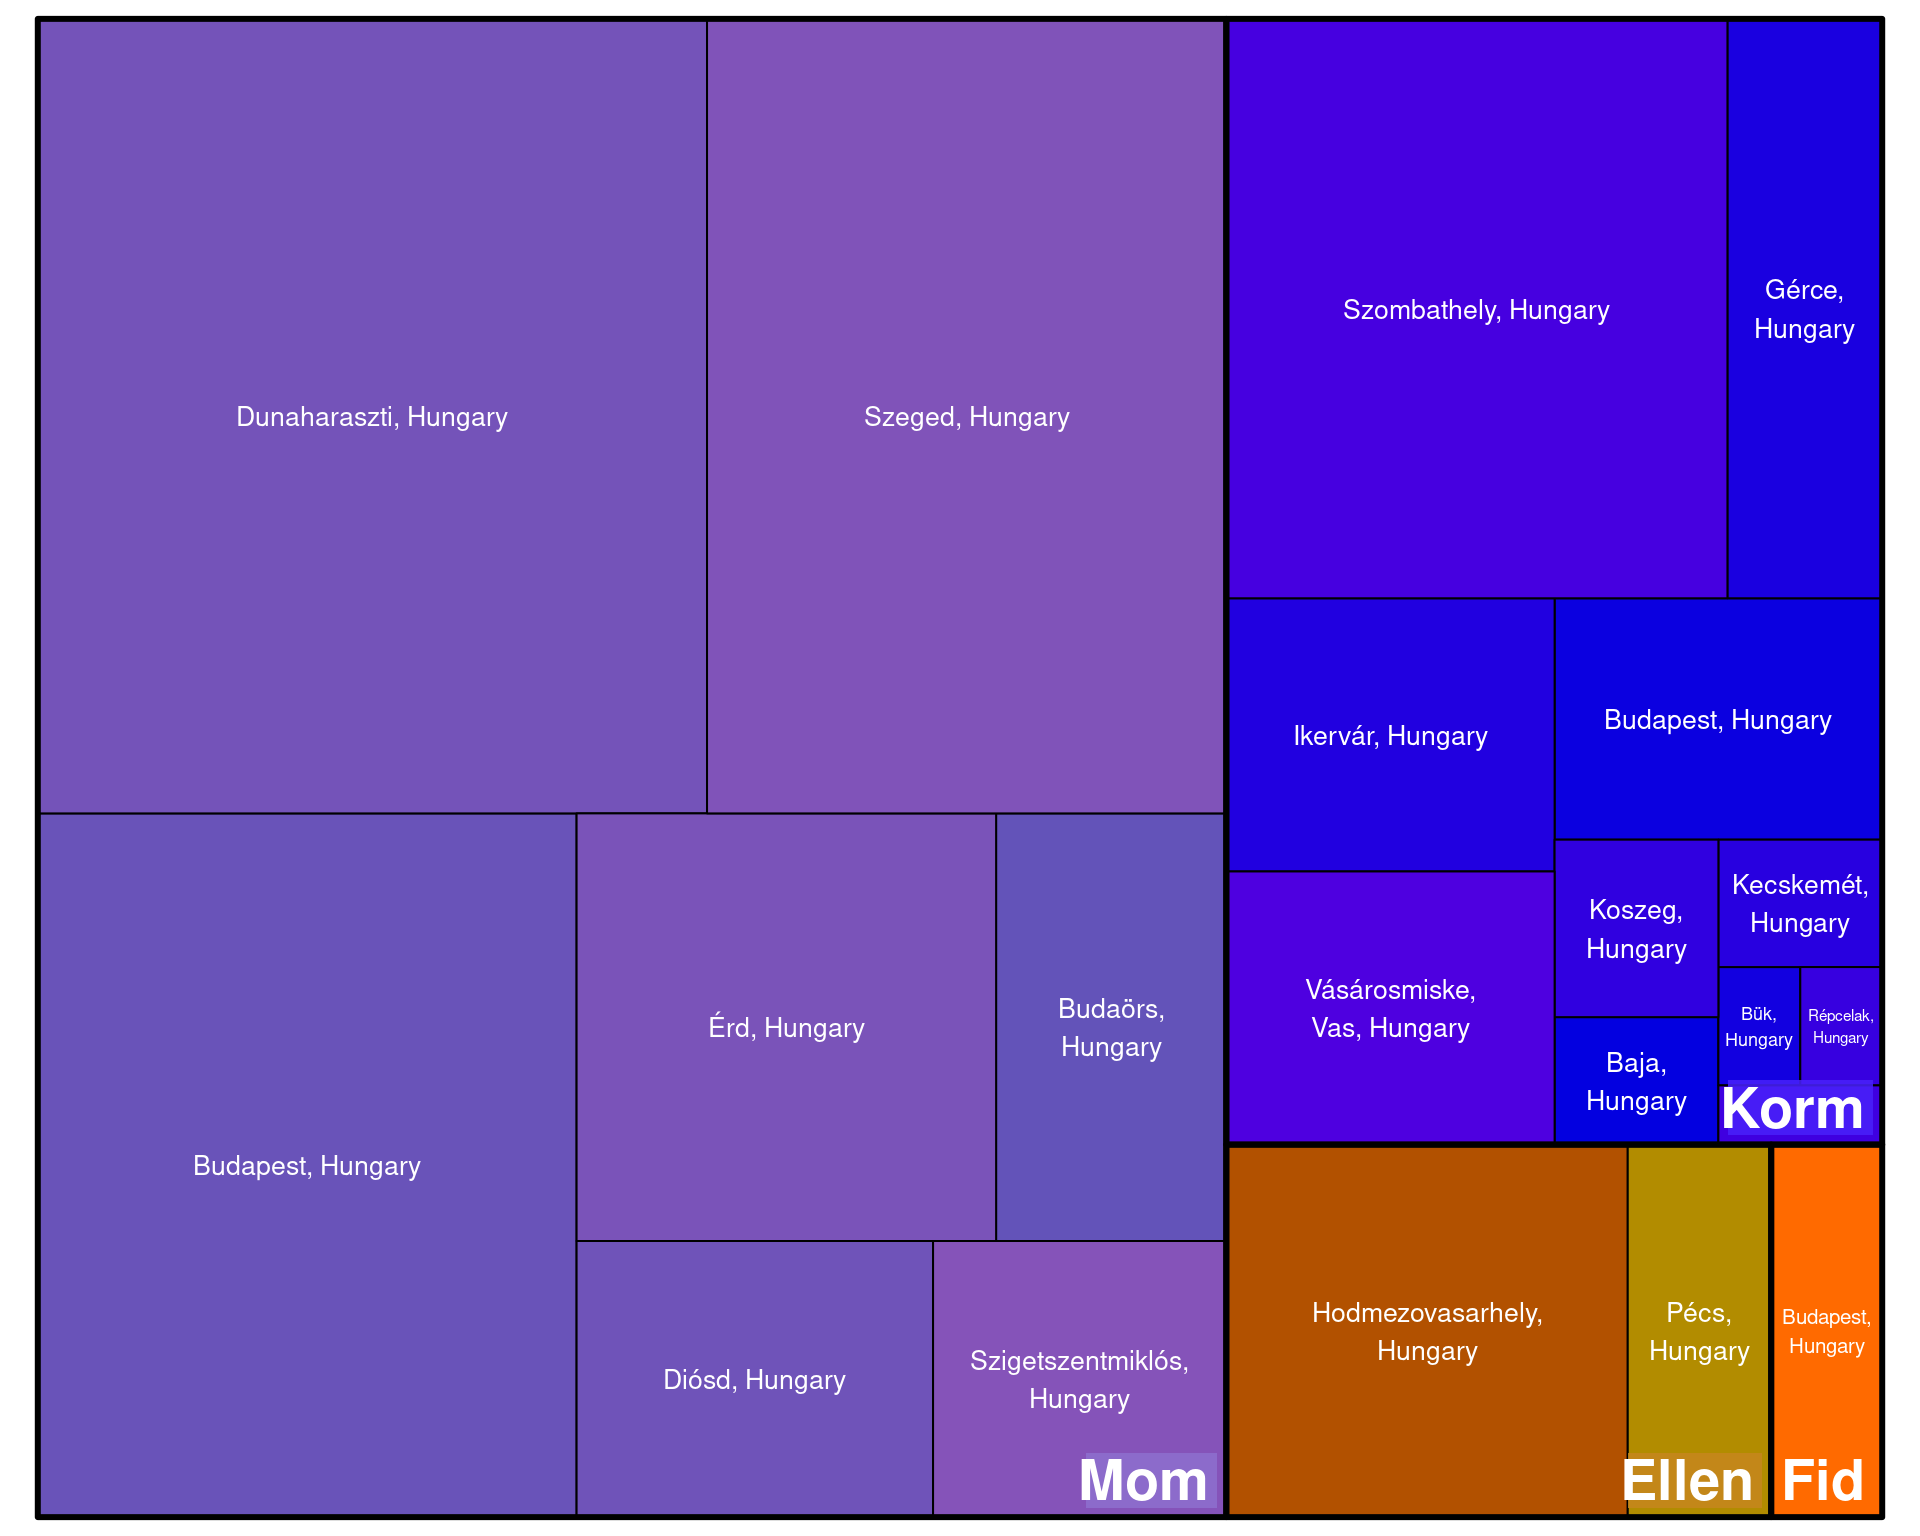 Dunaharaszti, Hungary
Szeged, Hungary
Budapest, Hungary
Érd, Hungary
Budaörs,
Hungary
Diósd, Hungary
Szigetszentmiklós,
Hungary
Mom
Szombathely, Hungary
Gérce,
Hungary
Ikervár, Hungary
Budapest, Hungary
Vásárosmiske,
Vas, Hungary
Koszeg,
Hungary
Kecskemét,
Hungary
Baja,
Hungary
Bük,
Hungary
Répcelak,
Hungary
Korm
Hodmezovasarhely,
Hungary
Pécs,
Hungary
Ellen
Budapest,
Hungary
Fid